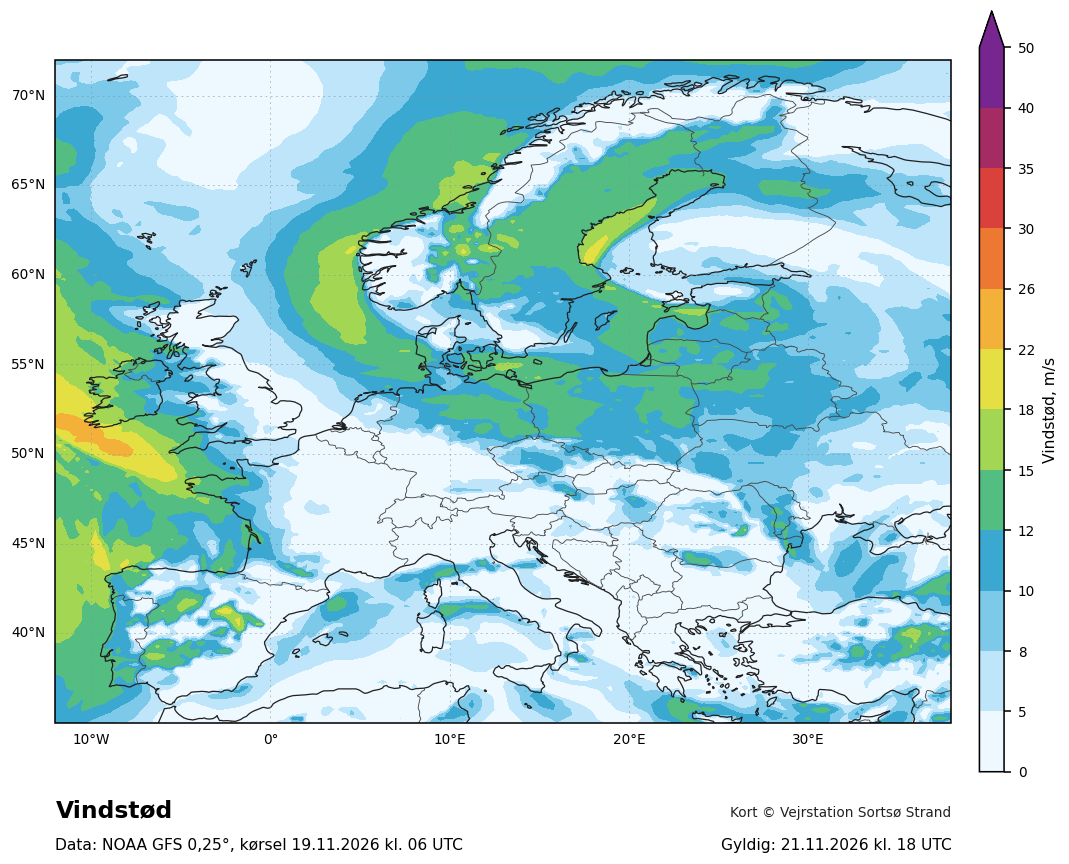 50
40
35
30
26
22
18
15
12
10
8
5
0
Vindstød, m/s
70°N
65°N
60°N
55°N
50°N
45°N
40°N
10°W
0°
10°E
20°E
30°E
Vindstød
Kort © Vejrstation Sortsø Strand
Data: NOAA GFS 0,25°, kørsel 19.11.2026 kl. 06 UTC
Gyldig: 21.11.2026 kl. 18 UTC